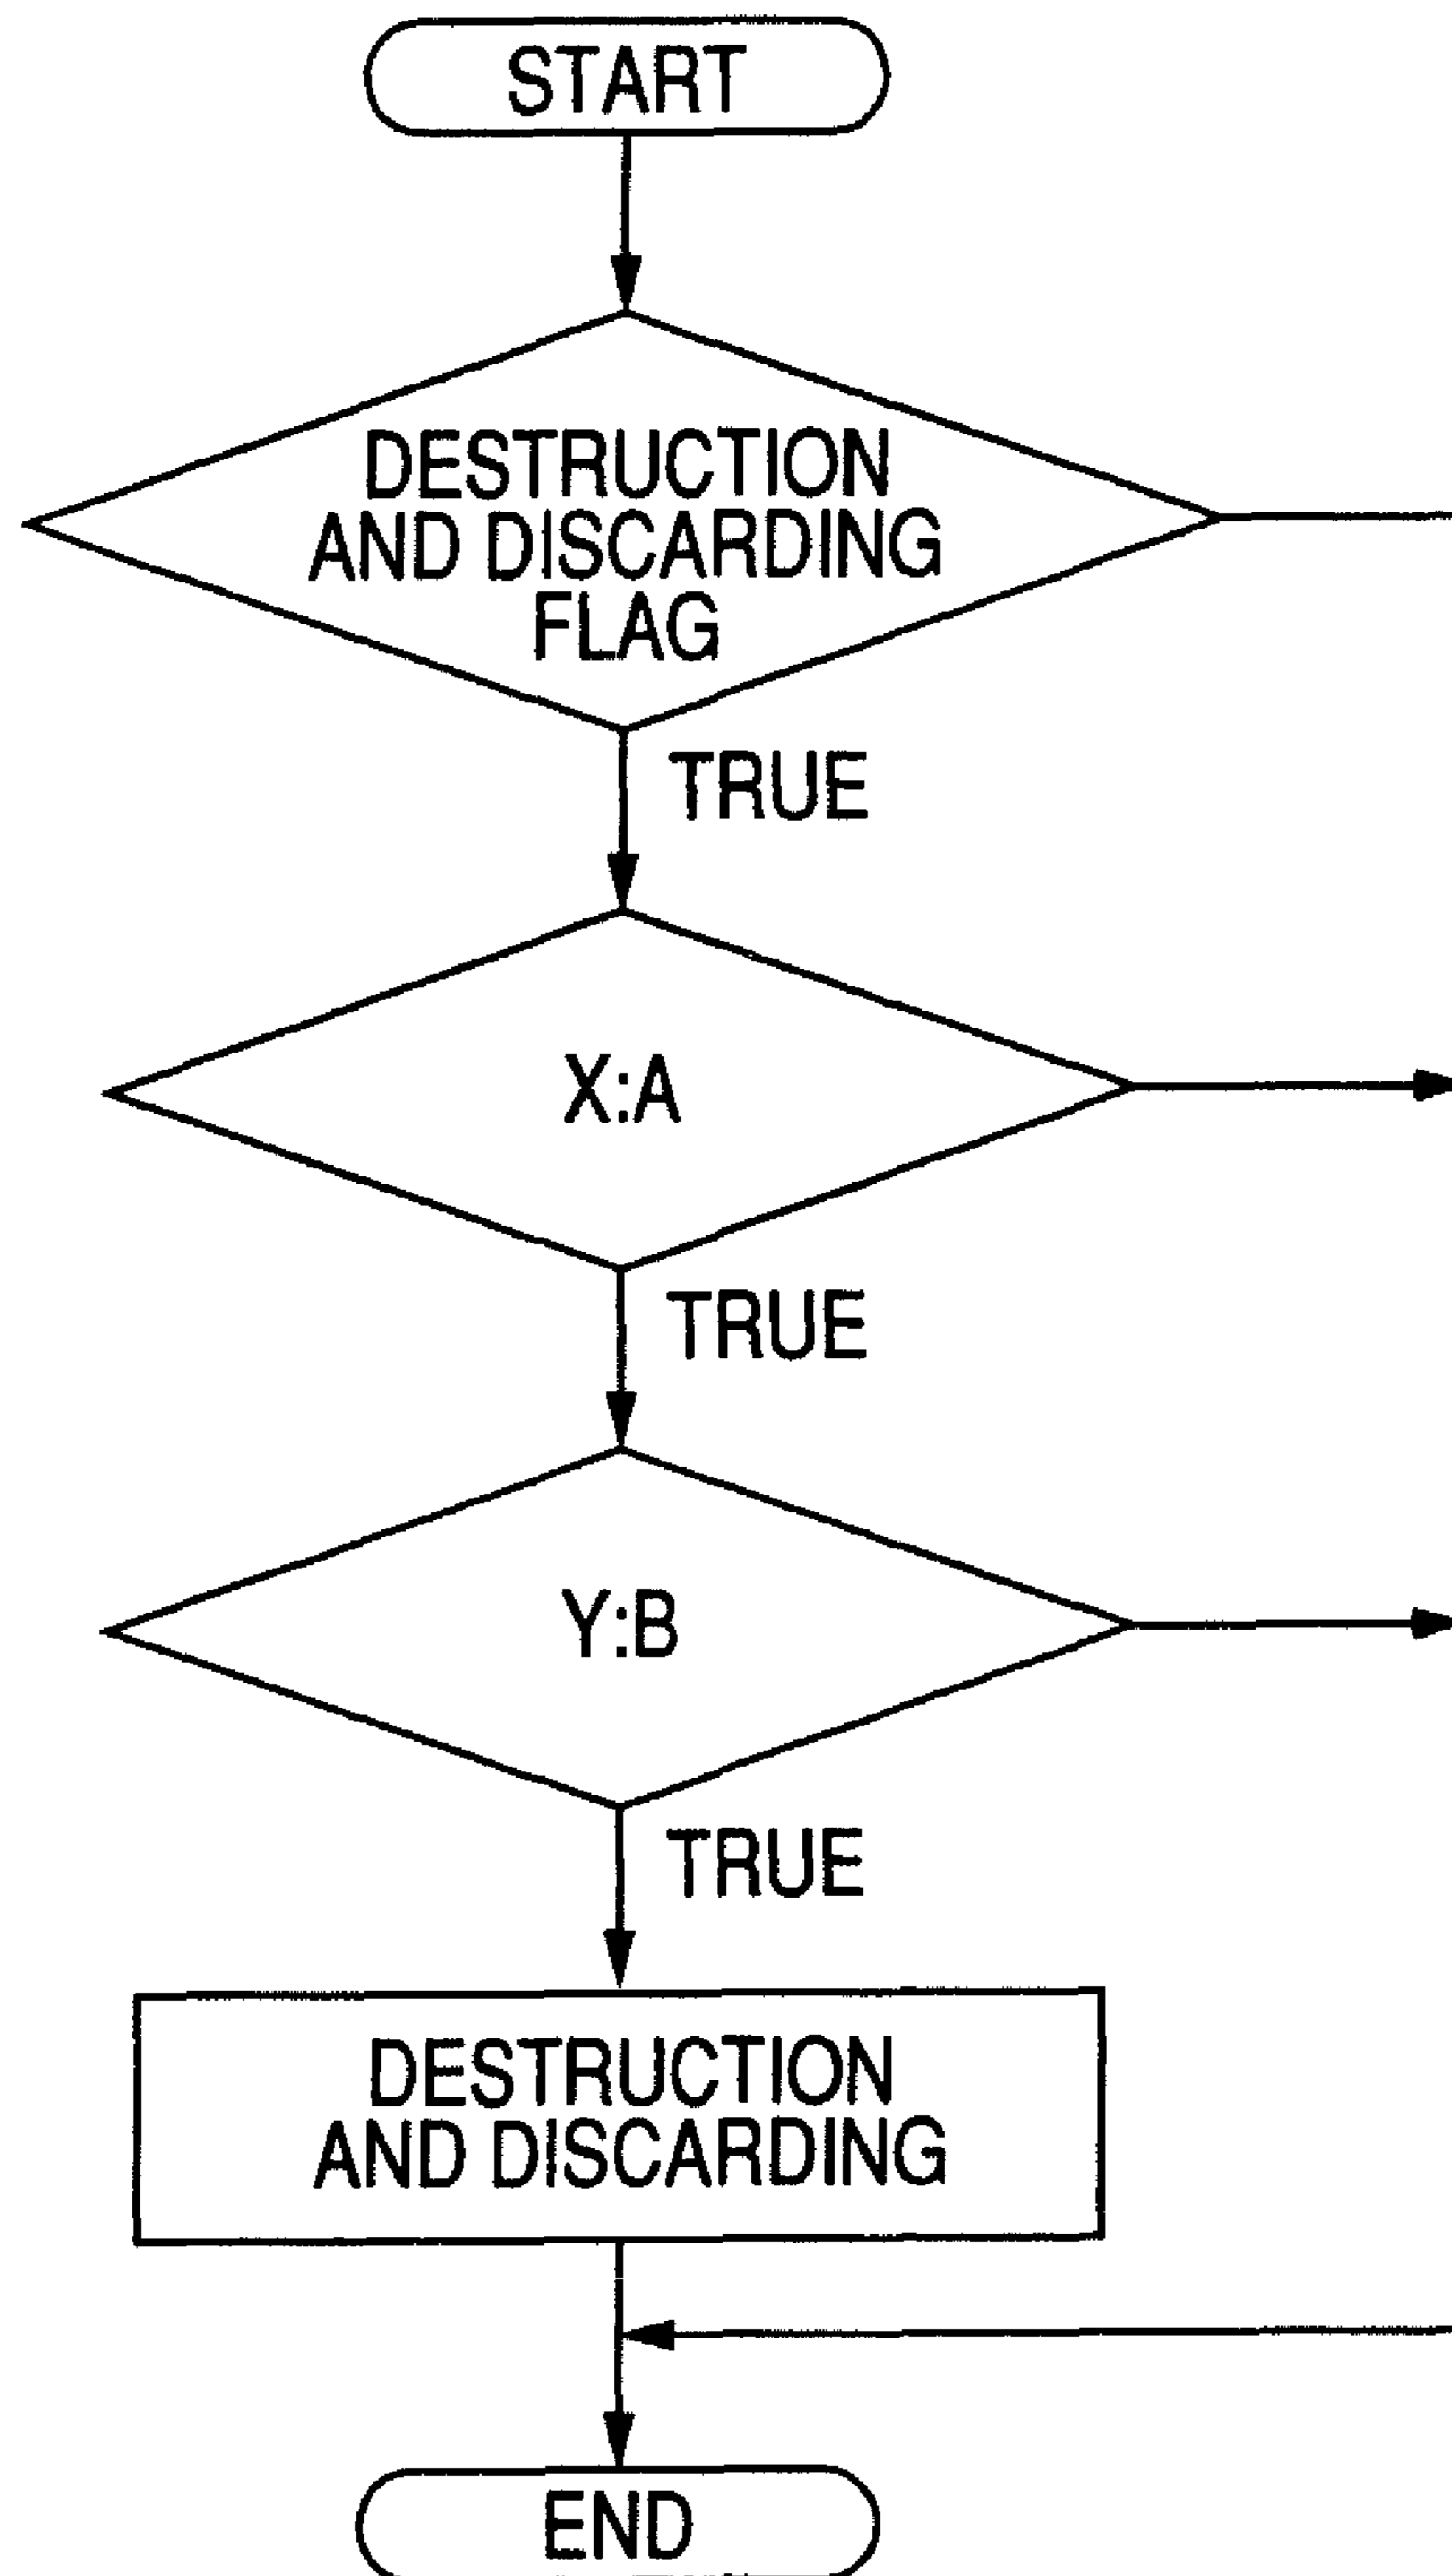 START
DESTRUCTION
AND DISCARDING
FLAG
TRUE
X:A
TRUE
Y:B
TRUE
DESTRUCTION
AND DISCARDING
END